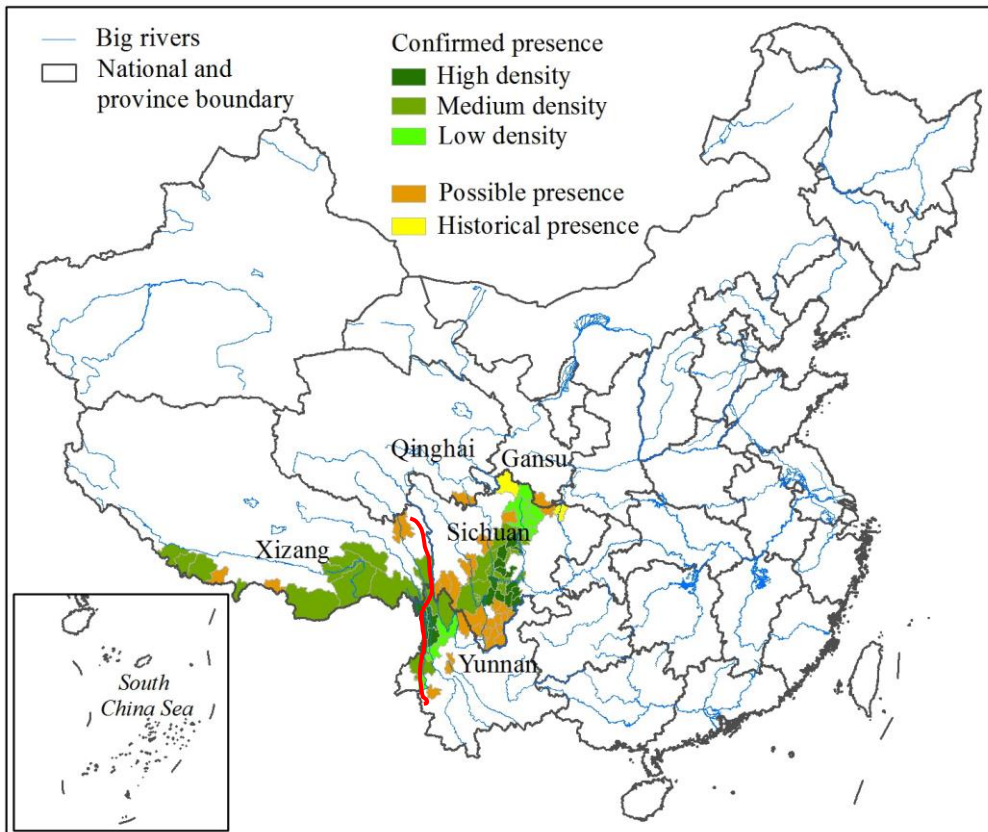 Big rivers
National and
province boundary
Confirmed presence
High density
Medium density
Low density
Possible presence
Historical presence
Qinghai
Gansu
Sichuan
Xizang
Yunnan
South
China Sea